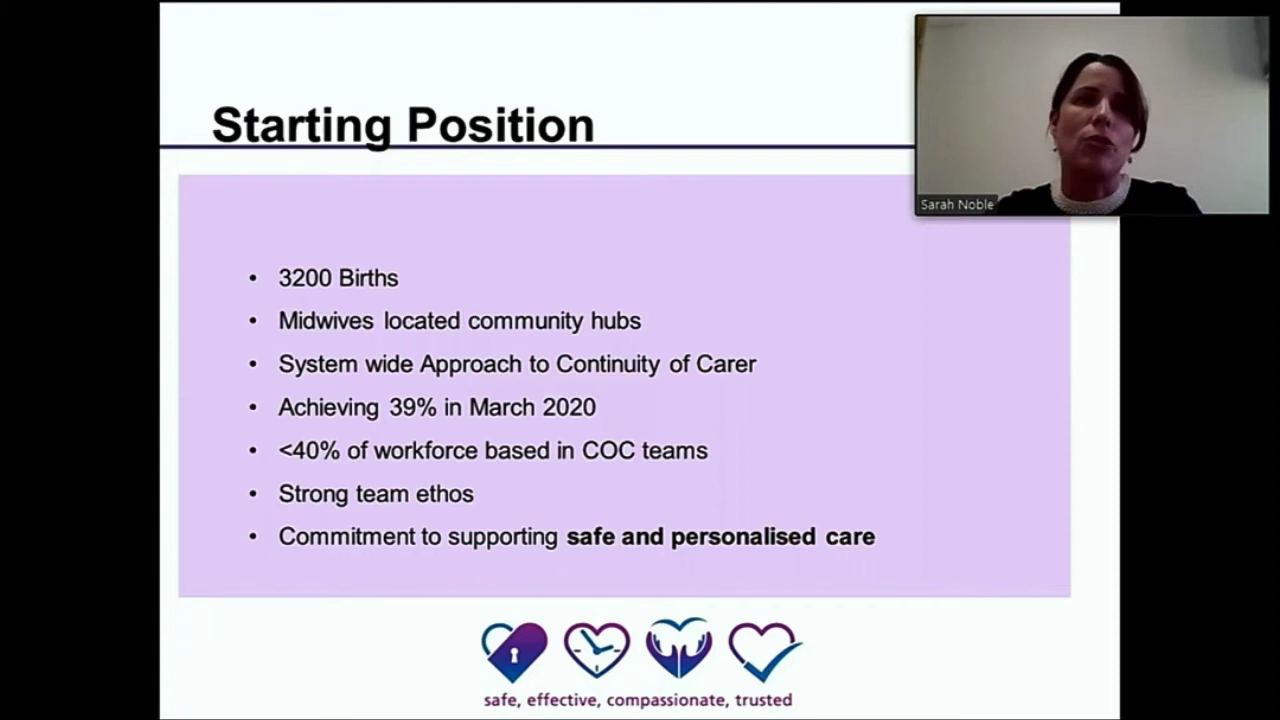 Starting Position
Sarah Noble
• 3200 Births
• Midwives located community hubs
• System wide Approach to Continuity of Carer
• Achieving 39% in March 2020
• <40% of workforce based in COC teams
• Strong team ethos
• Commitment to supporting safe and personalised care
safe, effective, compassionate, trusted